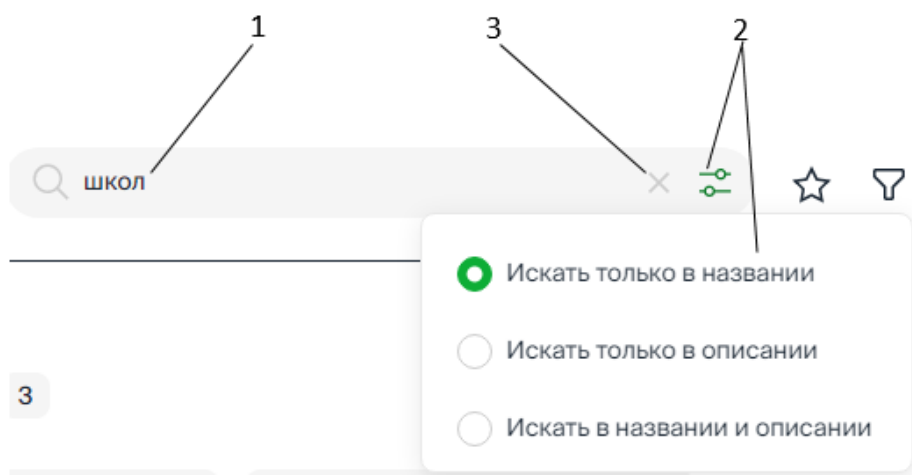 1 3 2
школ
Искать только в названии
Искать только в описании
3
Искать в названии и описании